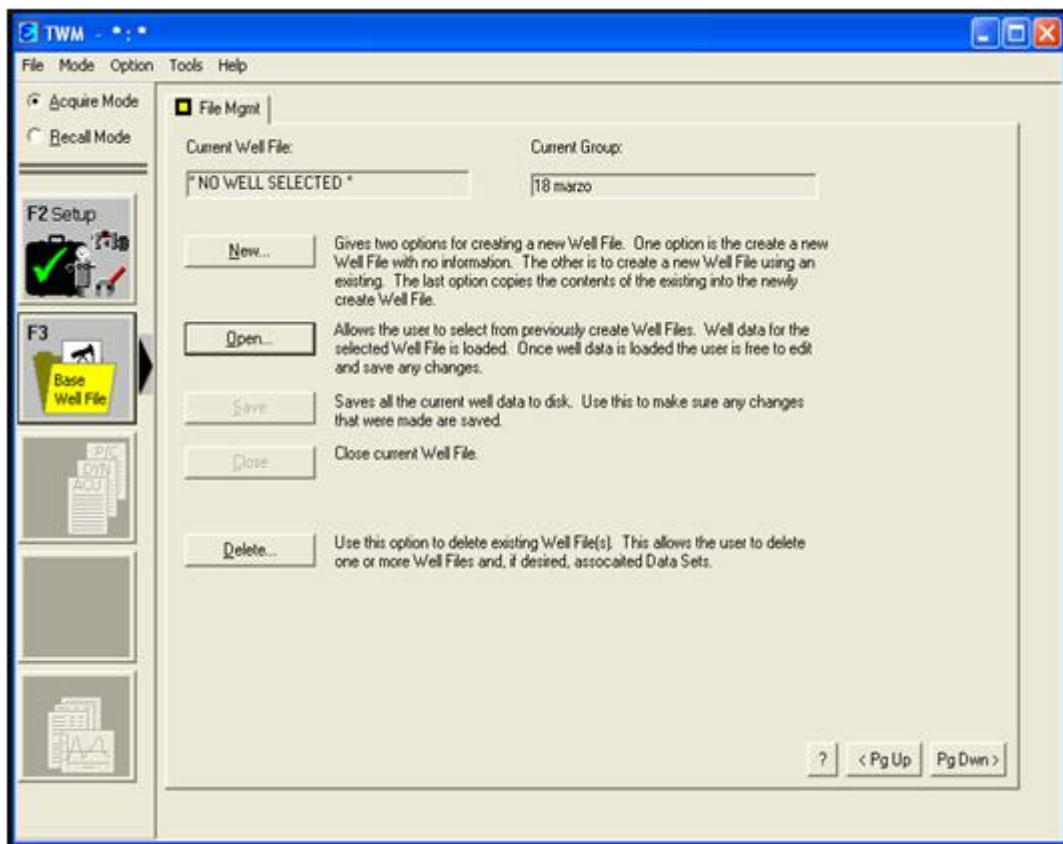 TWM - * : *
File Mode Option Tools Help
Acquire Mode
Recall Mode
File Mgmt
Current Well File:
Current Group:
* NO WELL SELECTED *
18 marzo
F2 Setup
F3
Base
Well File
P/C
DYN
ACU
New...
Gives two options for creating a new Well File. One option is the create a new
Well File with no information. The other is to create a new Well File using an
existing. The last option copies the contents of the existing into the newly
create Well File.
Open...
Allows the user to select from previously create Well Files. Well data for the
selected Well File is loaded. Once well data is loaded the user is free to edit
and save any changes.
Save
Saves all the current well data to disk. Use this to make sure any changes
that were made are saved.
Close
Close current Well File.
Delete...
Use this option to delete existing Well File(s). This allows the user to delete
one or more Well Files and, if desired, assocaited Data Sets.
?
< Pg Up
Pg Dwn >